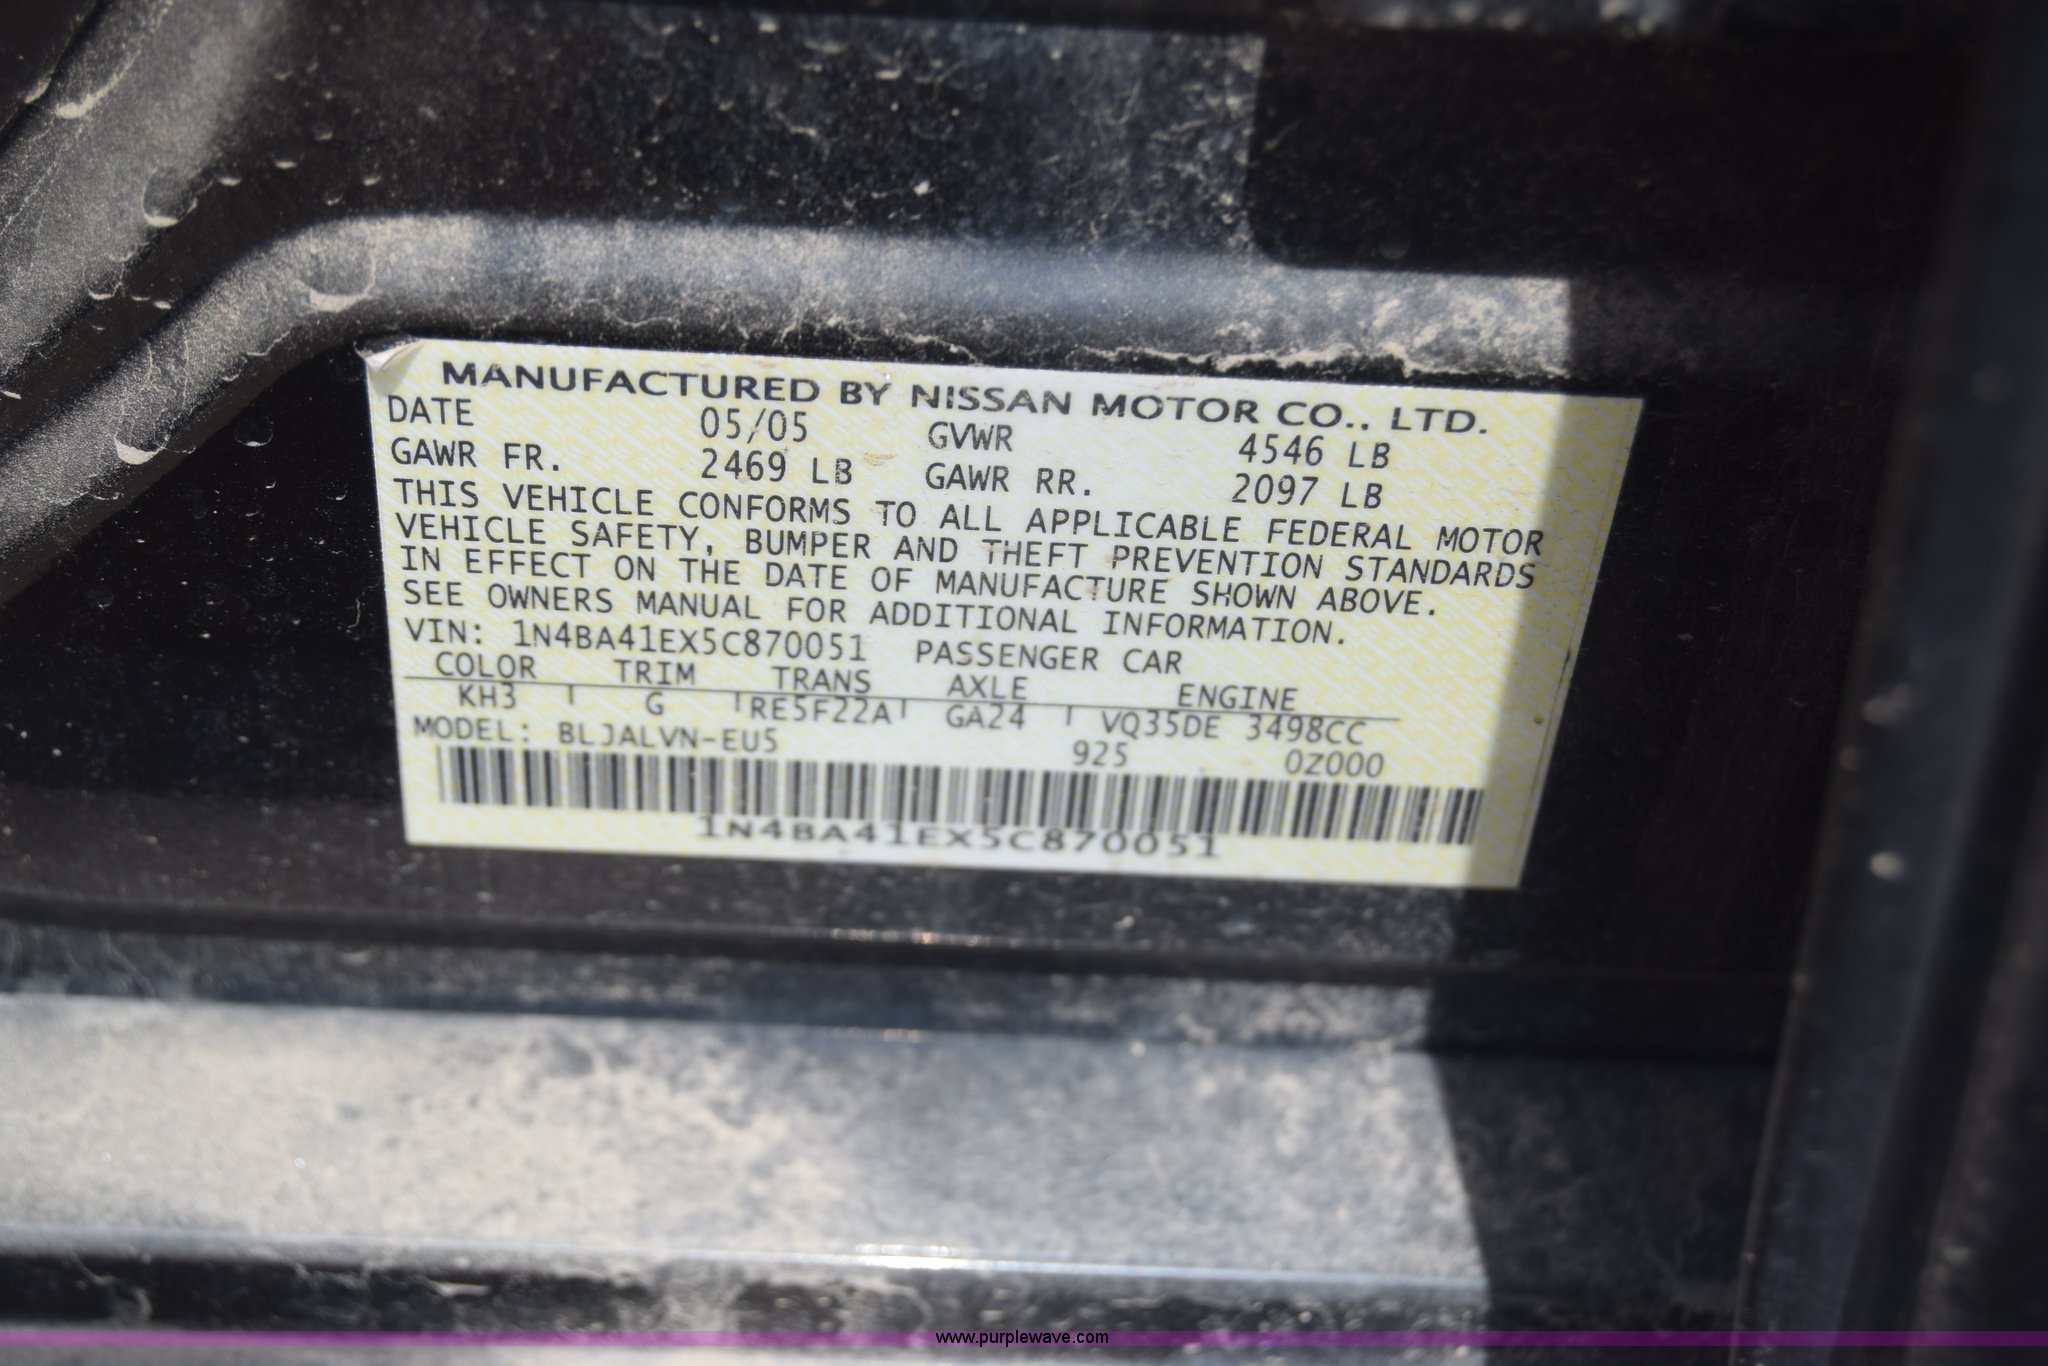 MANUFACTURED BY NISSAN MOTOR CO., LTD.
DATE 05/05 GVWR 4546 LB
GAWR FR. 2469 LB GAWR RR. 2097 LB
THIS VEHICLE CONFORMS TO ALL APPLICABLE FEDERAL MOTOR
VEHICLE SAFETY, BUMPER AND THEFT PREVENTION STANDARDS
IN EFFECT ON THE DATE OF MANUFACTURE SHOWN ABOVE.
SEE OWNERS MANUAL FOR ADDITIONAL INFORMATION.
VIN: 1N4BA41EX5C870051 PASSENGER CAR
COLOR TRIM TRANS AXLE ENGINE
KH3 G RE5F22A GA24 VQ35DE 3498CC
MODEL: BLJALVN-EU5 925 0Z000
1N4BA41EX5C870051
www.purplewave.com